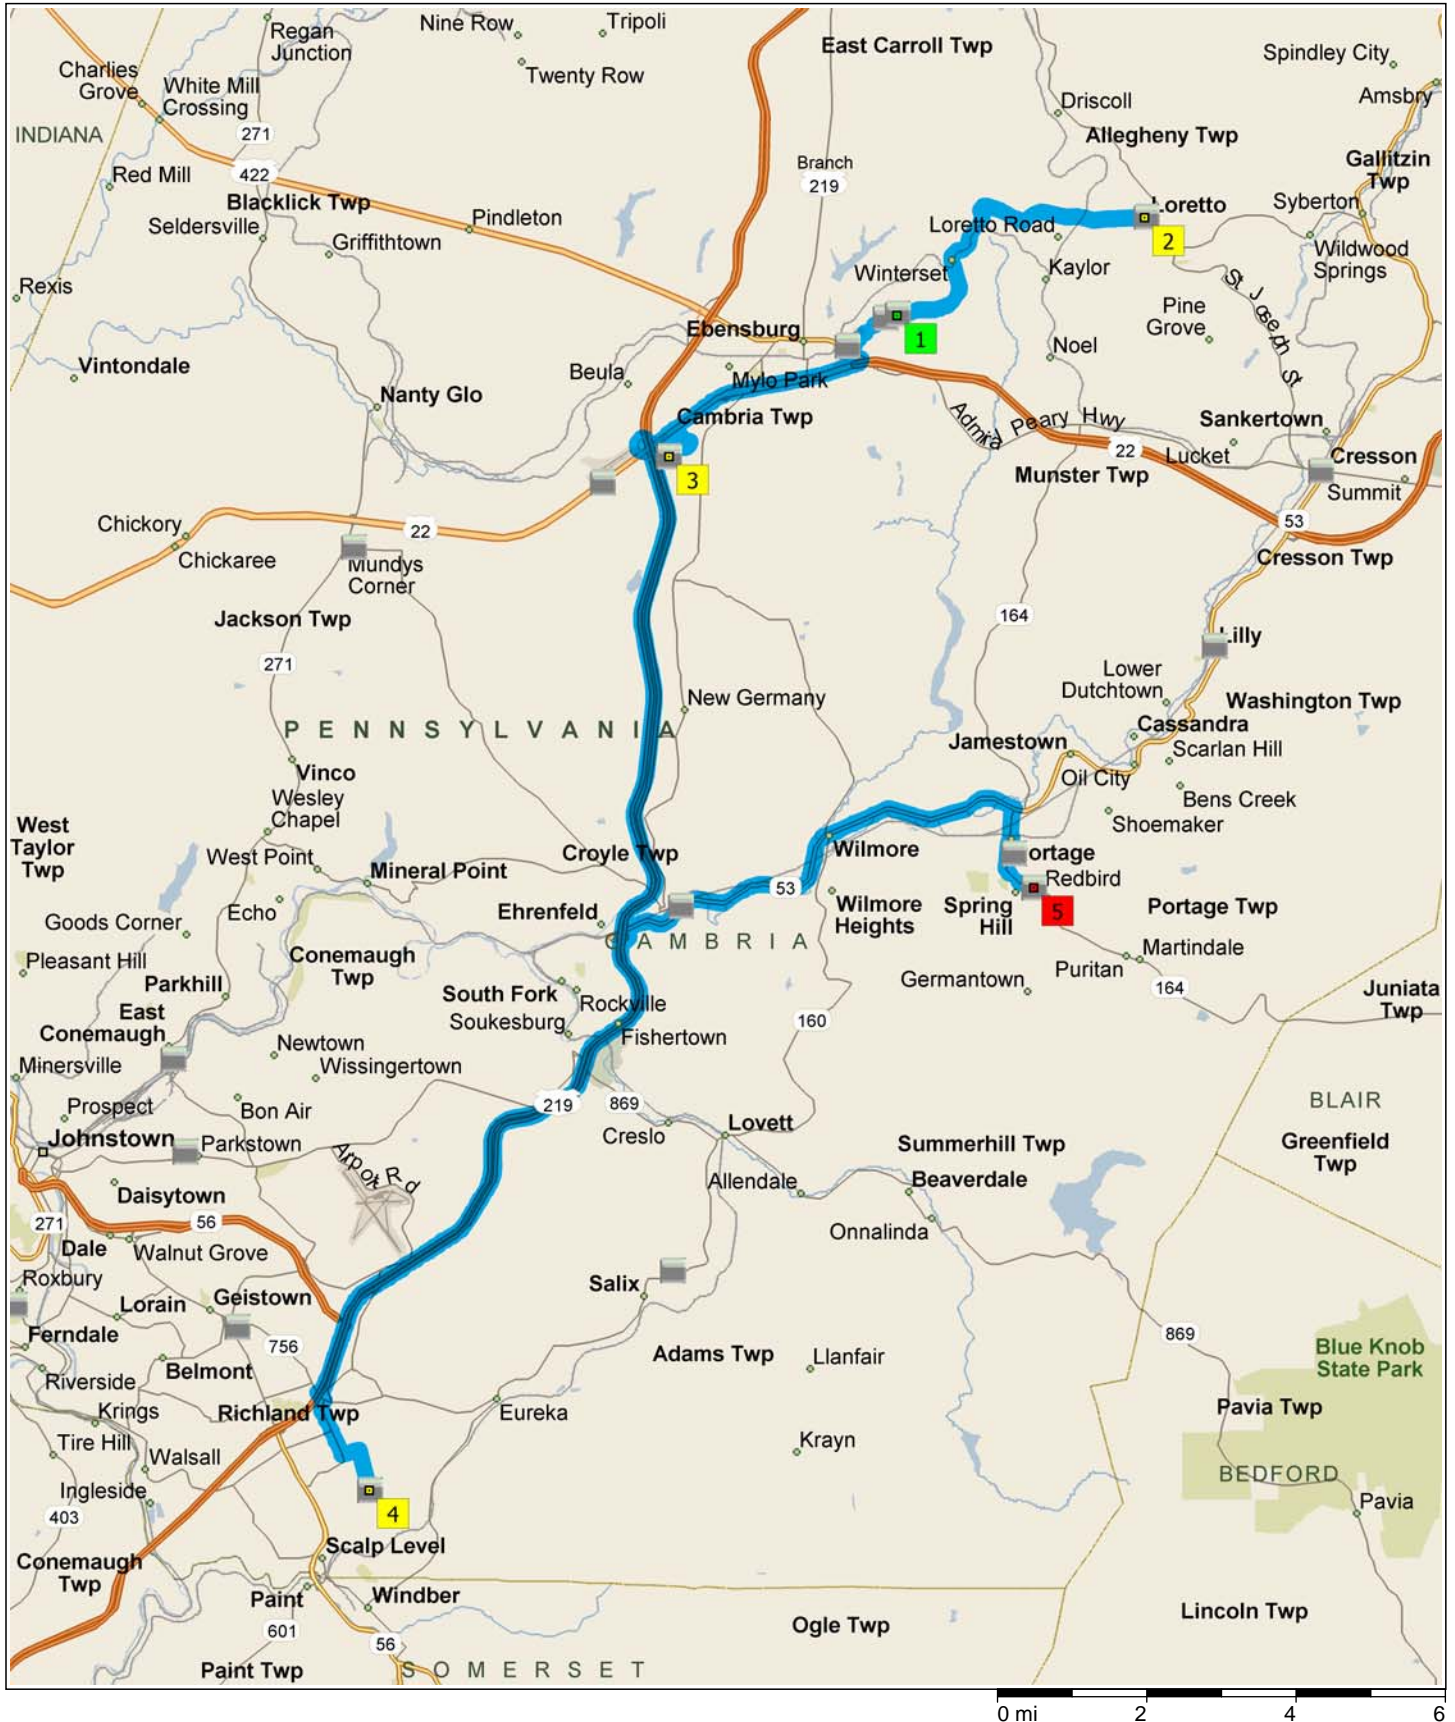 Regan
Junction
Nine Row
Tripoli
East Carroll Twp
Spindley City
Charlies
Grove
White Mill
Crossing
Twenty Row
Amsbry
Driscoll
INDIANA
271
Allegheny Twp
Gallitzin
Twp
422
Branch
219
Red Mill
Blacklick Twp
Seldersville
Pindleton
Griffithtown
Loretto
Syberton
Loretto Road
2
Wildwood
Springs
Winterset
Kaylor
St Joseph St
Rexis
Pine
Grove
Ebensburg
1
Noel
Vintondale
Beula
Mylo Park
Nanty Glo
Cambria Twp
Admiral Peary Hwy
Sankertown
22
Lucket
Cresson
3
Munster Twp
Summit
Chickory
22
53
Chickaree
Mundys
Corner
Cresson Twp
Jackson Twp
164
271
Lilly
Lower
Dutchtown
New Germany
Washington Twp
PENNSYLVANIA
Cassandra
Jamestown
Scarlan Hill
Vinco
Oil City
Wesley
Chapel
Bens Creek
West
Taylor
Twp
Shoemaker
West Point
Croyle Twp
Wilmore
ortage
Mineral Point
53
Redbird
Echo
Ehrenfeld
Wilmore
Heights
Spring
Hill
5
Portage Twp
Goods Corner
CAMBRIA
Martindale
Pleasant Hill
Conemaugh
Twp
Puritan
Parkhill
South Fork
Rockville
Germantown
164
Juniata
Twp
East
Conemaugh
Soukesburg
Fishertown
160
Newtown
Minersville
Wissingertown
Prospect
Bon Air
219
869
BLAIR
Johnstown
Parkstown
Creslo
Lovett
Summerhill Twp
Greenfield
Twp
Arpot Rd
Daisytown
Allendale
Beaverdale
271
56
Onnalinda
Dale
Walnut Grove
Roxbury
Salix
Lorain
Geistown
Ferndale
756
869
Belmont
Adams Twp
Llanfair
Blue Knob
State Park
Riverside
Krings
Richland Twp
Eureka
Pavia Twp
Tire Hill
Walsall
Krayn
BEDFORD
Ingleside
403
4
Pavia
Scalp Level
Conemaugh
Twp
Paint
Windber
Ogle Twp
Lincoln Twp
601
56
Paint Twp
SOMERSET
0 mi
2
4
6